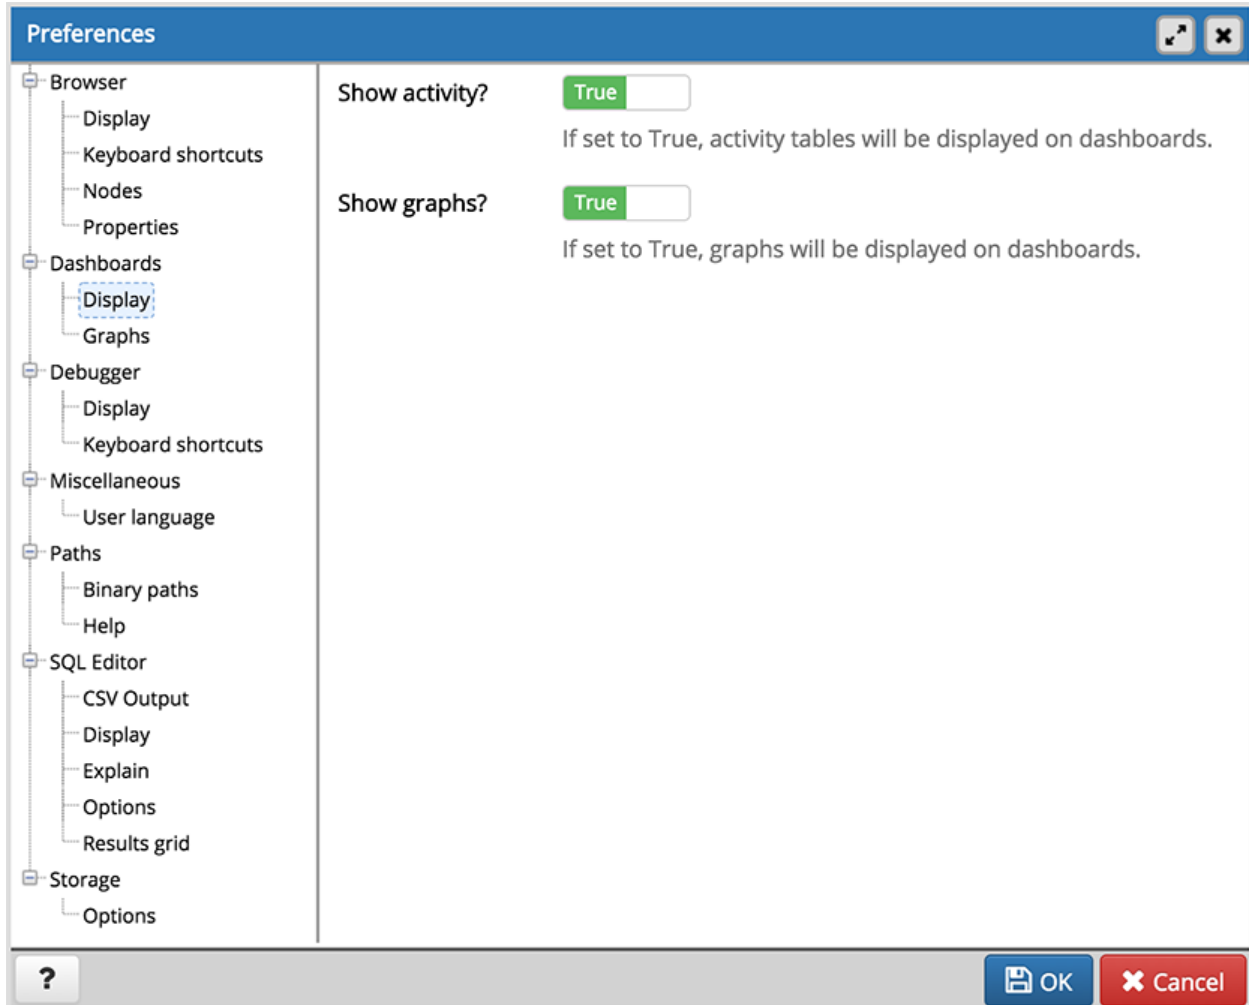 Preferences
Browser
Display
Keyboard shortcuts
Nodes
Properties
Dashboards
Display
Graphs
Debugger
Display
Keyboard shortcuts
Miscellaneous
User language
Paths
Binary paths
Help
SQL Editor
CSV Output
Display
Explain
Options
Results grid
Storage
Options
Show activity? True
If set to True, activity tables will be displayed on dashboards.
Show graphs? True
If set to True, graphs will be displayed on dashboards.
? OK Cancel